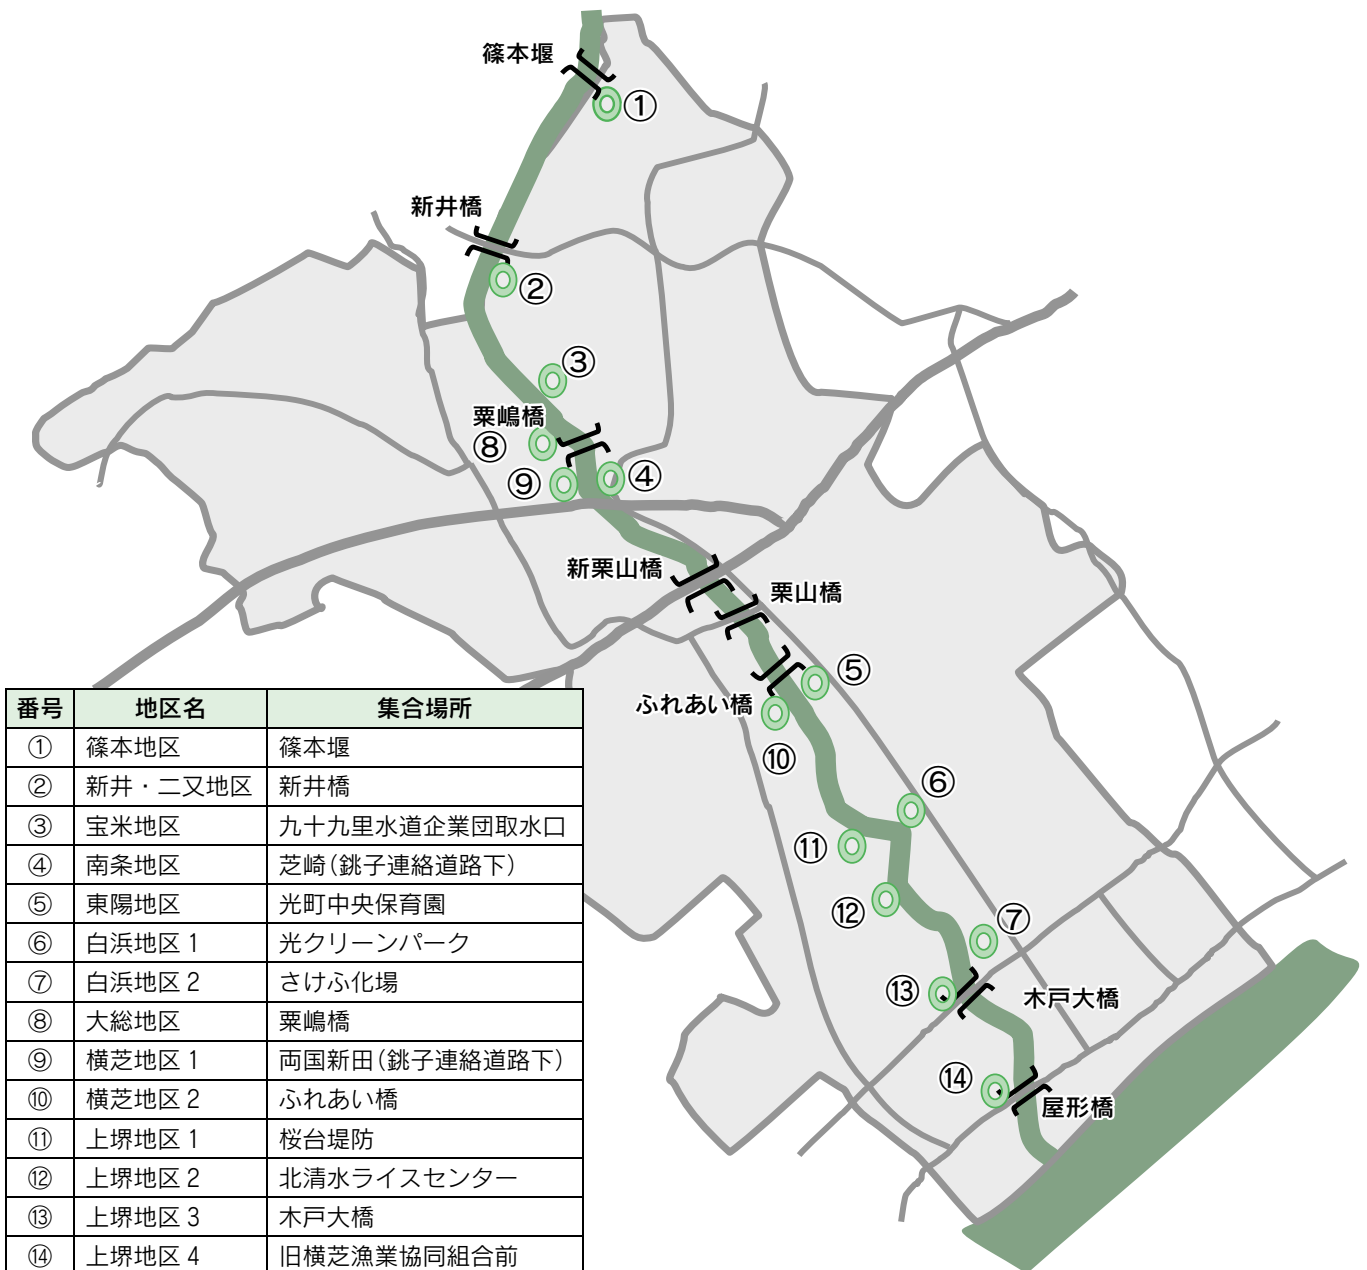 篠本堰
①
新井橋
②
③
粟嶋橋
⑧
⑨
④
新栗山橋
栗山橋
⑤
ふれあい橋
⑩
⑥
⑪
⑫
⑦
⑬
木戸大橋
⑭
屋形橋
番号 地区名 集合場所
① 篠本地区 篠本堰
② 新井・二又地区 新井橋
③ 宝米地区 九十九里水道企業団取水口
④ 南条地区 芝崎(銚子連絡道路下)
⑤ 東陽地区 光町中央保育園
⑥ 白浜地区1 光クリーンパーク
⑦ 白浜地区2 さけふ化場
⑧ 大総地区 粟嶋橋
⑨ 横芝地区1 両国新田(銚子連絡道路下)
⑩ 横芝地区2 ふれあい橋
⑪ 上堺地区1 桜台堤防
⑫ 上堺地区2 北清水ライスセンター
⑬ 上堺地区3 木戸大橋
⑭ 上堺地区4 旧横芝漁業協同組合前